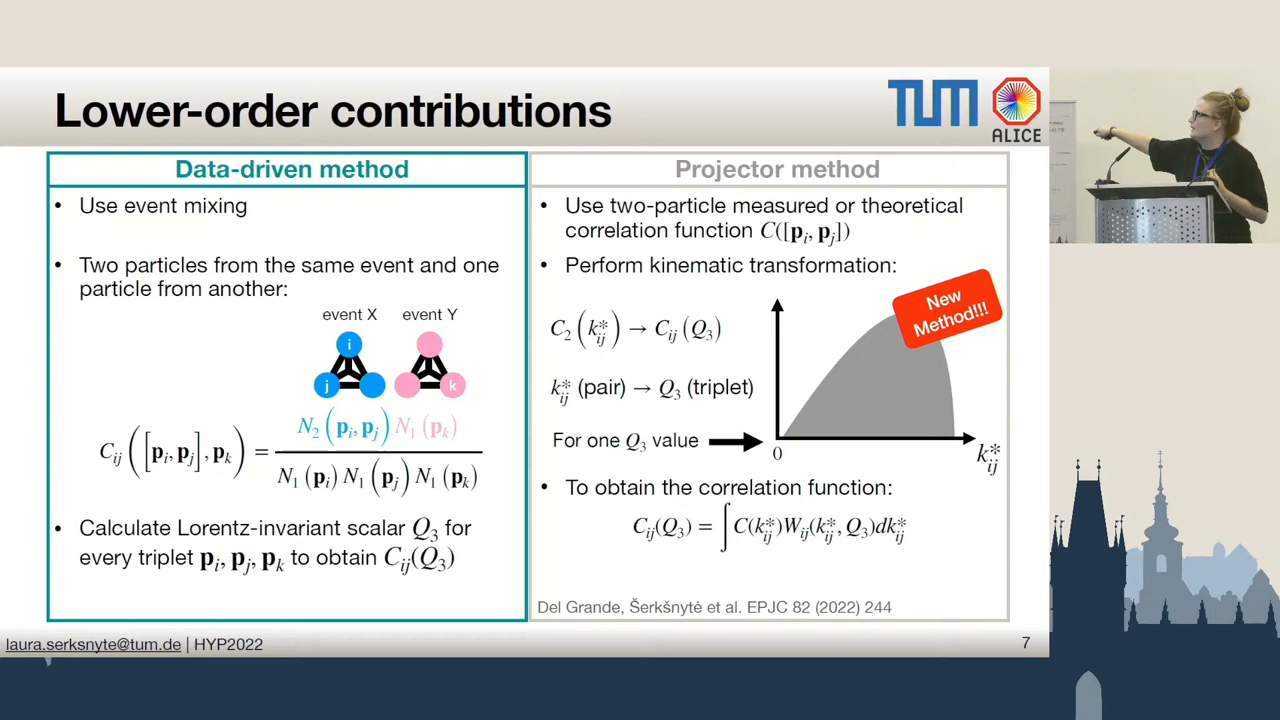 Lower-order contributions
TUM
ALICE
Data-driven method
• Use event mixing
• Two particles from the same event and one
particle from another:
event X event Y
i
j k
C_ij([p_i, p_j], p_k) = N_2(p_i, p_j) N_1(p_k) / N_1(p_i) N_1(p_j) N_1(p_k)
• Calculate Lorentz-invariant scalar Q_3 for
every triplet p_i, p_j, p_k to obtain C_ij(Q_3)
Projector method
• Use two-particle measured or theoretical
correlation function C([p_i, p_j])
• Perform kinematic transformation:
C_2(k*_ij) → C_ij(Q_3)
k*_ij (pair) → Q_3 (triplet)
For one Q_3 value
New
Method!!!
0
k*_ij
• To obtain the correlation function:
C_ij(Q_3) = ∫ C(k*_ij)W_ij(k*_ij, Q_3)dk*_ij
Del Grande, Šerkšnytė et al. EPJC 82 (2022) 244
laura.serksnyte@tum.de | HYP2022
7